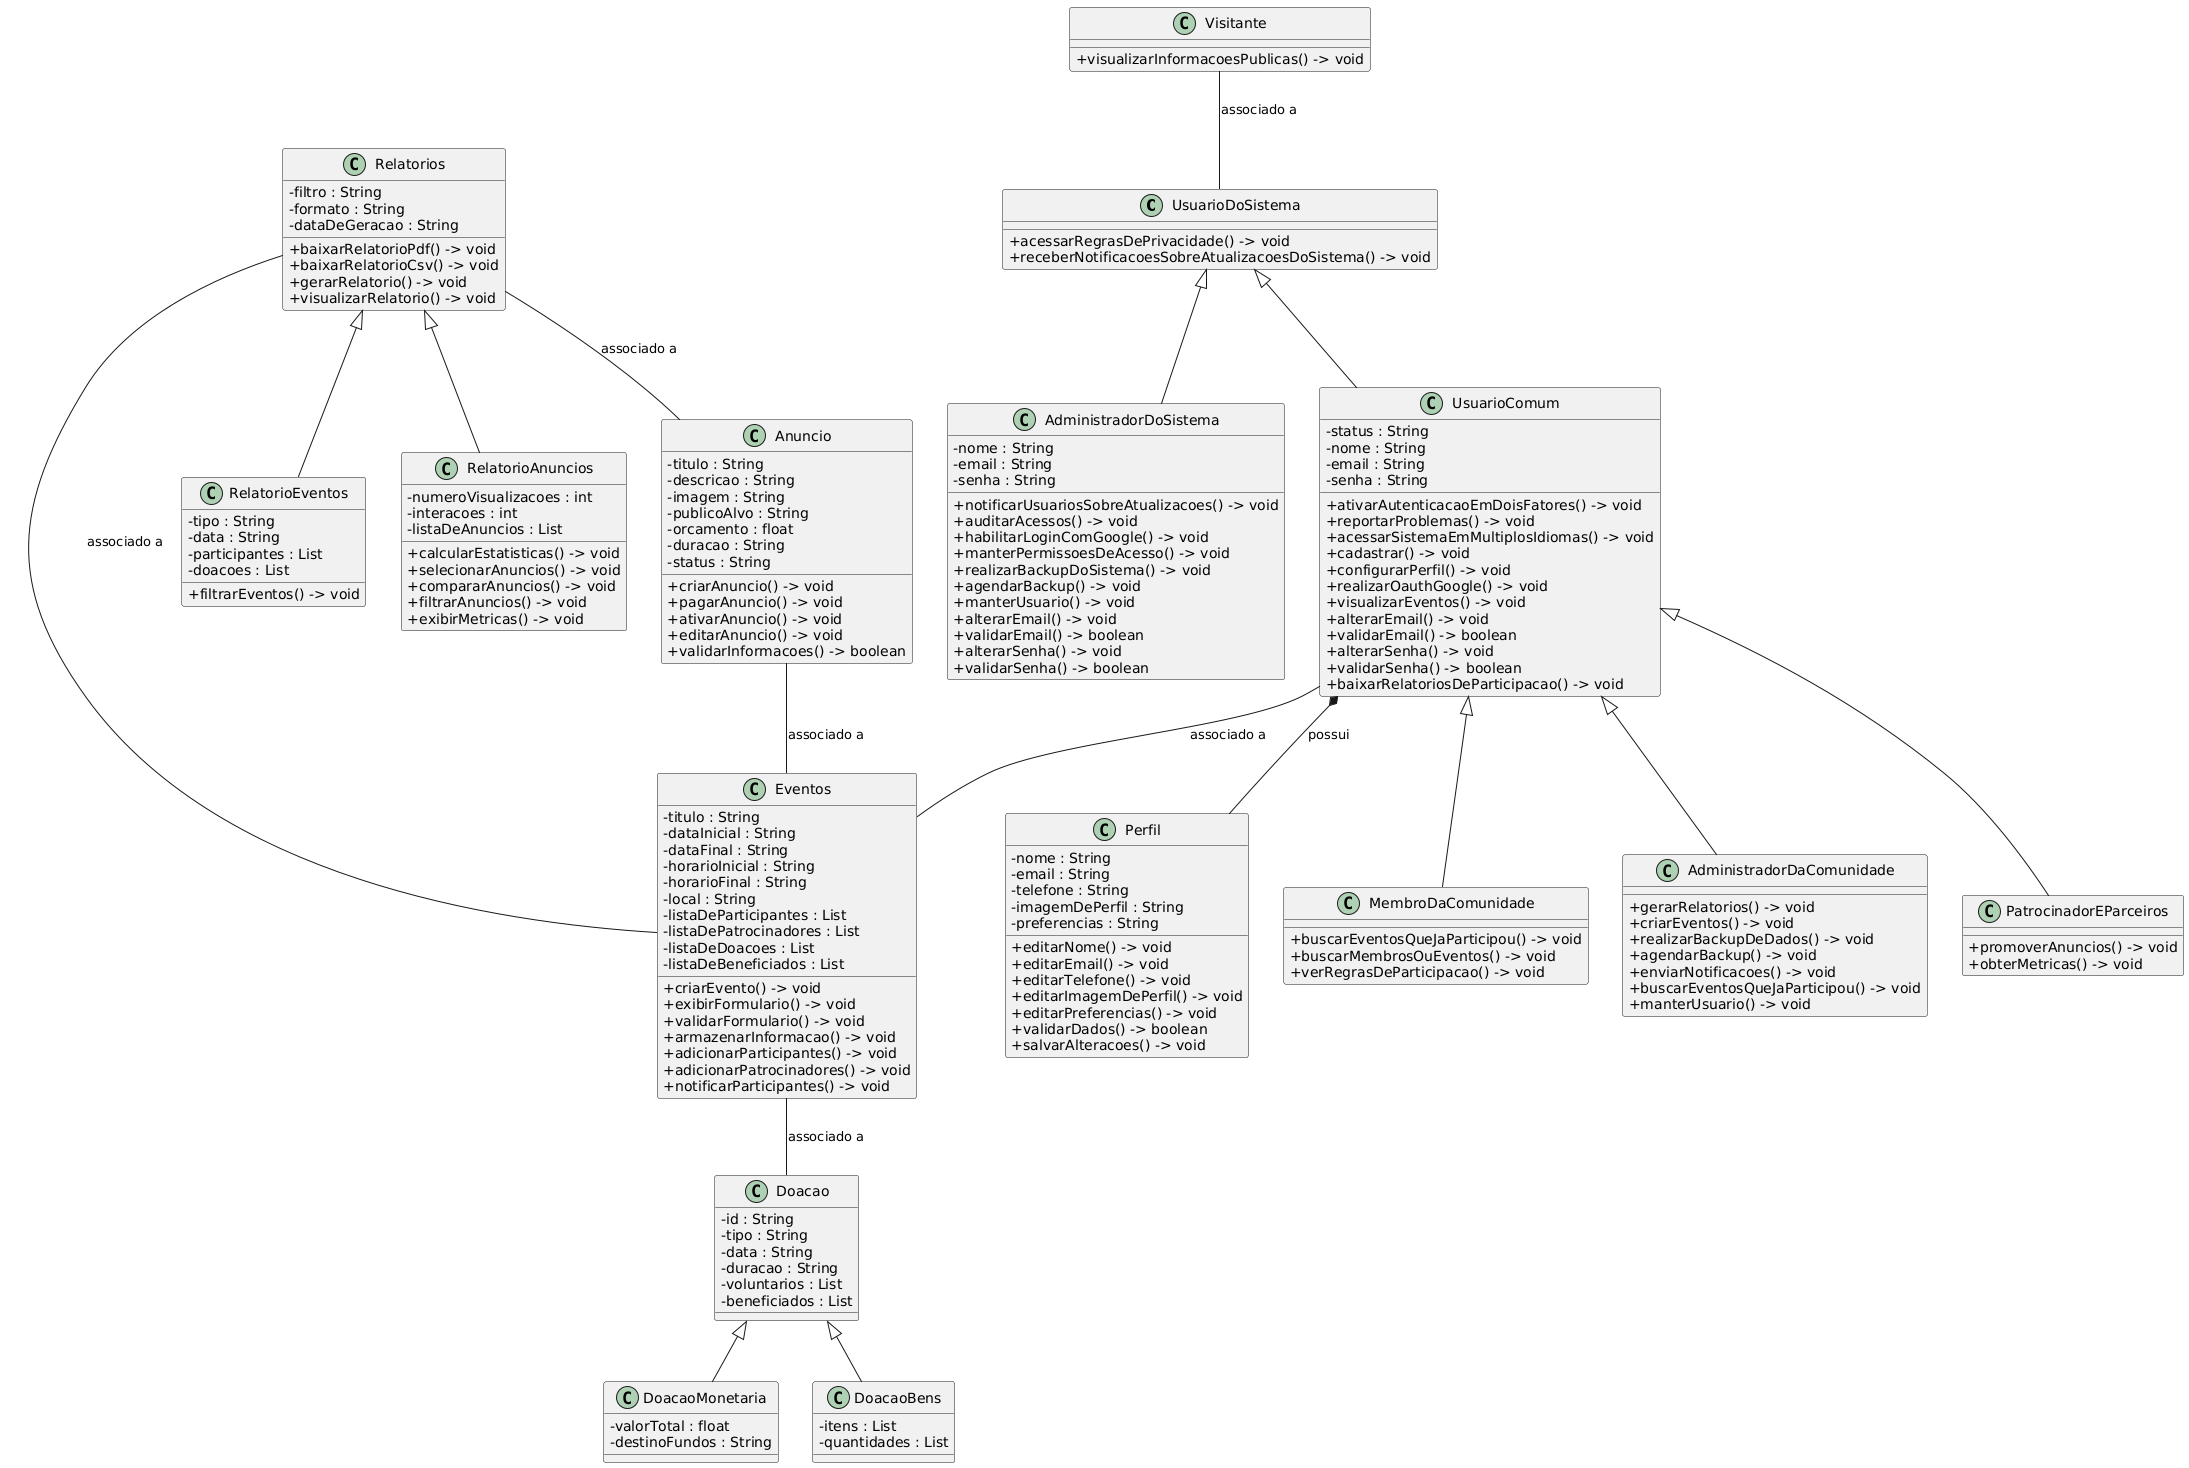 C Visitante
+visualizarInformacoesPublicas() -> void
associado a
C Relatorios
-filtro : String
-formato : String
-dataDeGeracao : String
+baixarRelatorioPdf() -> void
+baixarRelatorioCsv() -> void
+gerarRelatorio() -> void
+visualizarRelatorio() -> void
C UsuarioDoSistema
+acessarRegrasDePrivacidade() -> void
+receberNotificacoesSobreAtualizacoesDoSistema() -> void
associado a
associado a
C RelatorioEventos
-tipo : String
-data : String
-participantes : List
-doacoes : List
+filtrarEventos() -> void
C RelatorioAnuncios
-numeroVisualizacoes : int
-interacoes : int
-listaDeAnuncios : List
+calcularEstatisticas() -> void
+selecionarAnuncios() -> void
+compararAnuncios() -> void
+filtrarAnuncios() -> void
+exibirMetricas() -> void
C Anuncio
-titulo : String
-descricao : String
-imagem : String
-publicoAlvo : String
-orcamento : float
-duracao : String
-status : String
+criarAnuncio() -> void
+pagarAnuncio() -> void
+ativarAnuncio() -> void
+editarAnuncio() -> void
+validarInformacoes() -> boolean
C AdministradorDoSistema
-nome : String
-email : String
-senha : String
+notificarUsuariosSobreAtualizacoes() -> void
+auditarAcessos() -> void
+habilitarLoginComGoogle() -> void
+manterPermissoesDeAcesso() -> void
+realizarBackupDoSistema() -> void
+agendarBackup() -> void
+manterUsuario() -> void
+alterarEmail() -> void
+validarEmail() -> boolean
+alterarSenha() -> void
+validarSenha() -> boolean
C UsuarioComum
-status : String
-nome : String
-email : String
-senha : String
+ativarAutenticacaoEmDoisFatores() -> void
+reportarProblemas() -> void
+acessarSistemaEmMultiplosIdiomas() -> void
+cadastrar() -> void
+configurarPerfil() -> void
+realizarOauthGoogle() -> void
+visualizarEventos() -> void
+alterarEmail() -> void
+validarEmail() -> boolean
+alterarSenha() -> void
+validarSenha() -> boolean
+baixarRelatoriosDeParticipacao() -> void
associado a
associado a
possui
C Eventos
-titulo : String
-dataInicial : String
-dataFinal : String
-horarioInicial : String
-horarioFinal : String
-local : String
-listaDeParticipantes : List
-listaDePatrocinadores : List
-listaDeDoacoes : List
-listaDeBeneficiados : List
+criarEvento() -> void
+exibirFormulario() -> void
+validarFormulario() -> void
+armazenarInformacao() -> void
+adicionarParticipantes() -> void
+adicionarPatrocinadores() -> void
+notificarParticipantes() -> void
C Perfil
-nome : String
-email : String
-telefone : String
-imagemDePerfil : String
-preferencias : String
+editarNome() -> void
+editarEmail() -> void
+editarTelefone() -> void
+editarImagemDePerfil() -> void
+editarPreferencias() -> void
+validarDados() -> boolean
+salvarAlteracoes() -> void
C MembroDaComunidade
+buscarEventosQueJaParticipou() -> void
+buscarMembrosOuEventos() -> void
+verRegrasDeParticipacao() -> void
C AdministradorDaComunidade
+gerarRelatorios() -> void
+criarEventos() -> void
+realizarBackupDeDados() -> void
+agendarBackup() -> void
+enviarNotificacoes() -> void
+buscarEventosQueJaParticipou() -> void
+manterUsuario() -> void
C PatrocinadorEParceiros
+promoverAnuncios() -> void
+obterMetricas() -> void
associado a
C Doacao
-id : String
-tipo : String
-data : String
-duracao : String
-voluntarios : List
-beneficiados : List
C DoacaoMonetaria
-valorTotal : float
-destinoFundos : String
C DoacaoBens
-itens : List
-quantidades : List